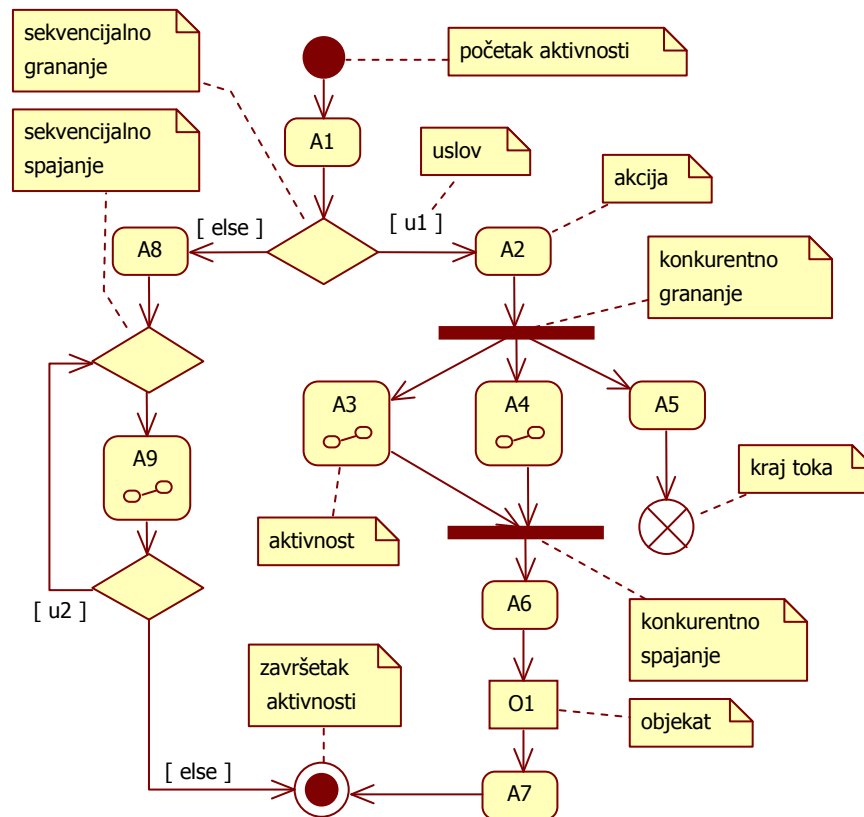 sekvencijalno
grananje
početak aktivnosti
sekvencijalno
spajanje
A1
uslov
akcija
[ else ]
[ u1 ]
A8
A2
konkurentno
grananje
A3
A4
A5
A9
kraj toka
aktivnost
[ u2 ]
A6
konkurentno
spajanje
završetak
aktivnosti
O1
objekat
[ else ]
A7